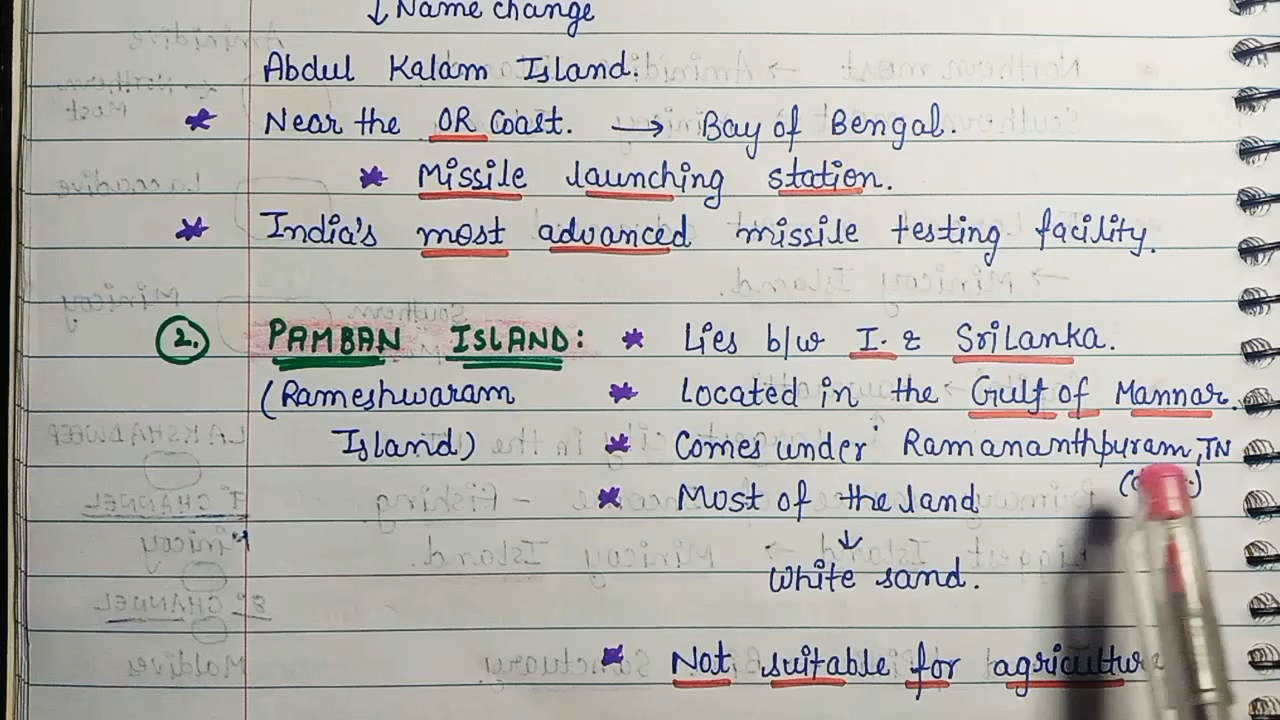 ↓ Name change
Abdul Kalam Island.
* Near the OR Coast. → Bay of Bengal.
* Missile launching station.
* India's most advanced missile testing facility.
2. PAMBAN ISLAND: * Lies b/w I. & SriLanka.
(Rameshwaram * Located in the Gulf of Mannar.
Island) * Comes under Ramananthpuram, TN
* Most of the land
↓
White sand.
* Not suitable for agriculture